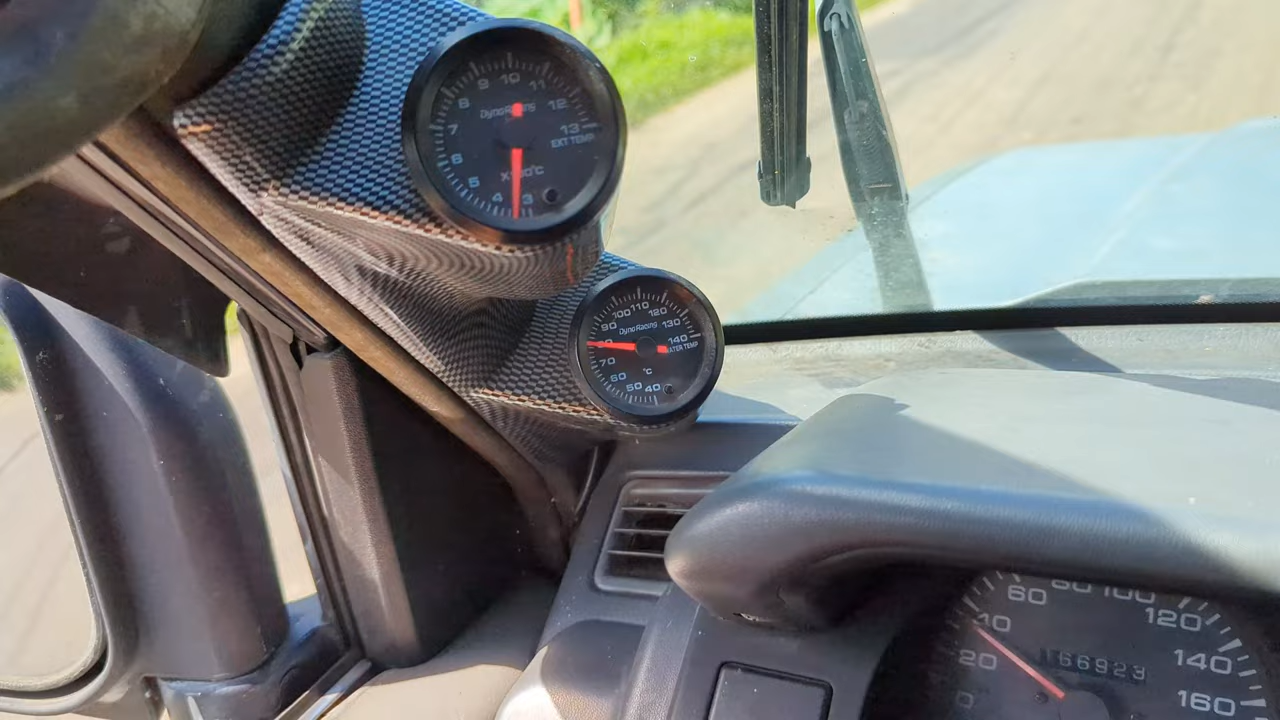 9 10 11
8 12
DynoRacing
7 13
EXT TEMP
6
X100°C
5
4 3
100 110 120
90 130
DynoRacing
140
WATER TEMP
70
°C
60
50 40
80 100
60 120
40
20 140
166923
0 160